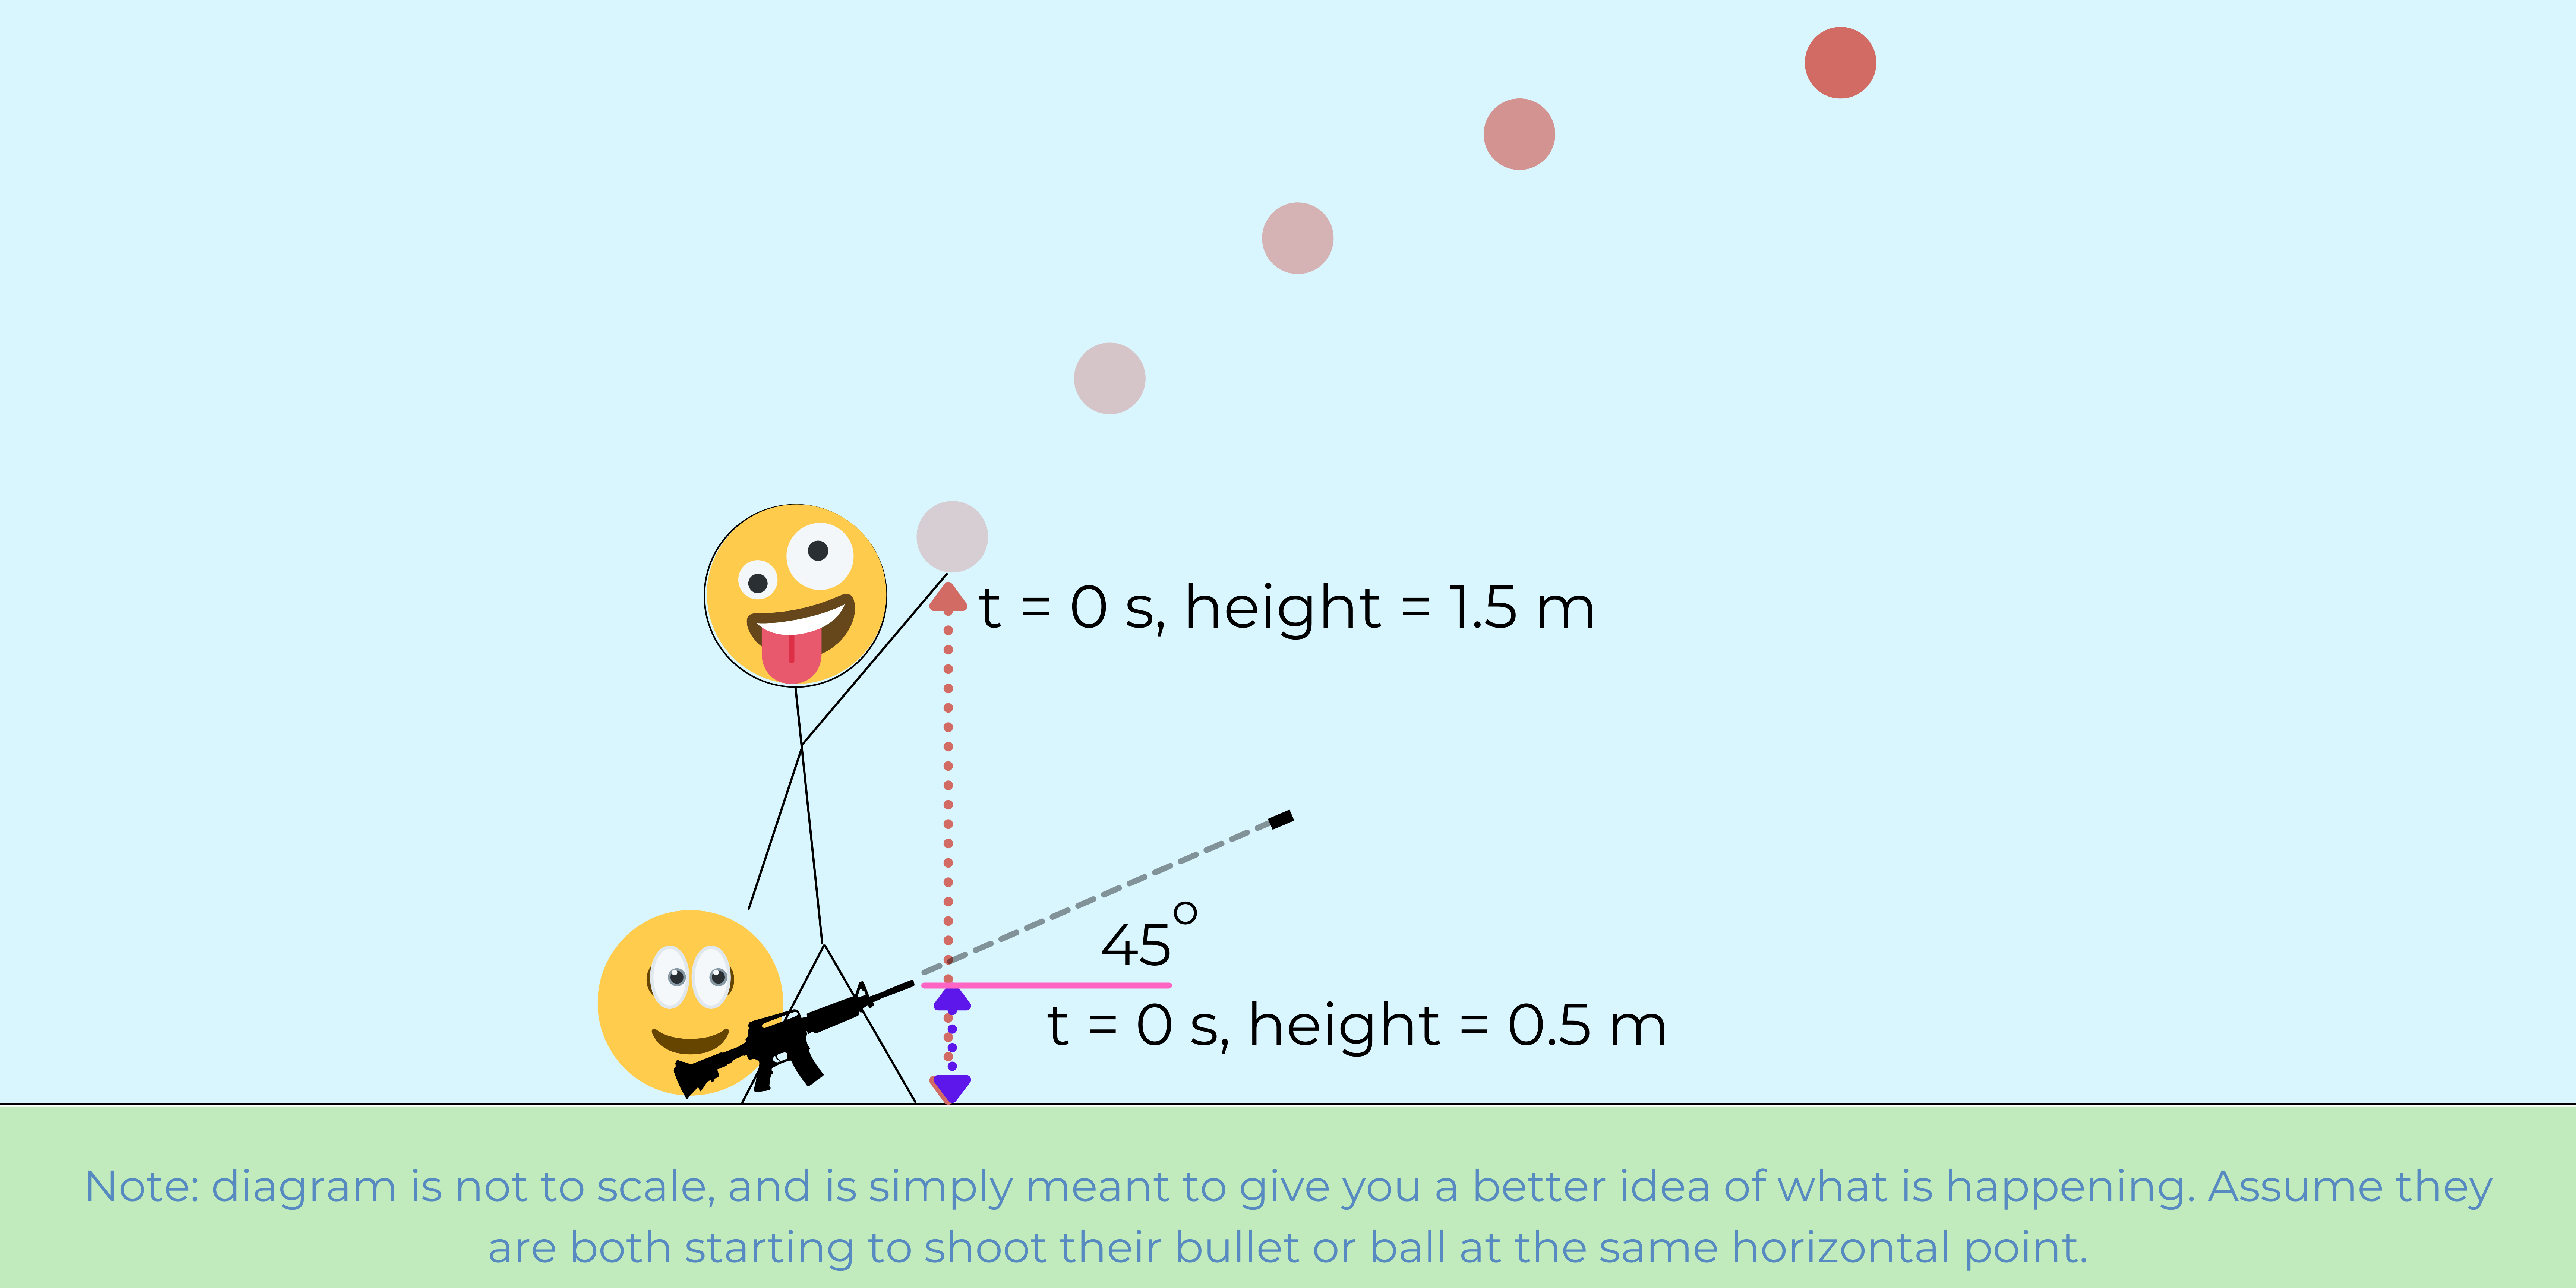 t = 0 s, height = 1.5 m
45°
t = 0 s, height = 0.5 m
Note: diagram is not to scale, and is simply meant to give you a better idea of what is happening. Assume they
are both starting to shoot their bullet or ball at the same horizontal point.